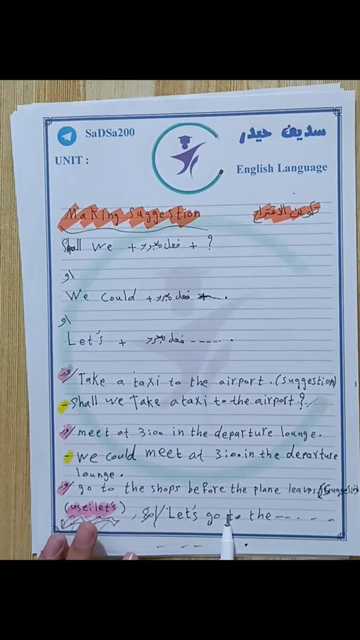 SaDSa200
سديف حيدر
UNIT :
English Language
Making Suggestion
تكوين الاقتراح
Shall we + فعل مجرد + ?
او
We Could + فعل مجرد .
او
Let's + فعل مجرد ------ .
Take a taxi to the airport. (suggestion)
- Shall we Take a taxi to the airport?
meet at 3:00 in the departure lounge.
- we could meet at 3:00 in the departure
lounge.
go to the shops before the plane leaves
(use: let's)
Let's go to the --- . . .